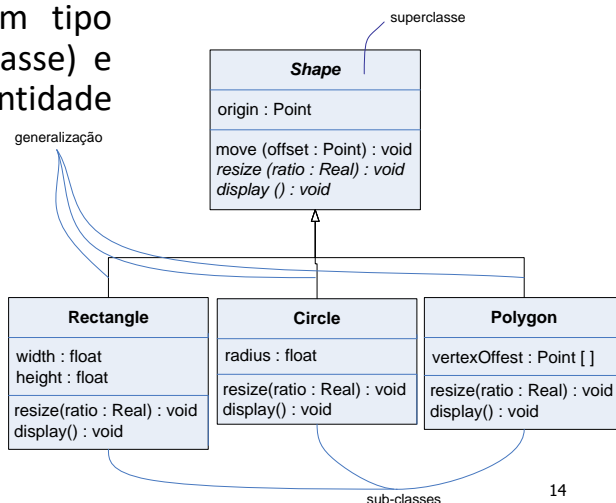 m tipo
asse) e
ntidade
superclasse
generalização
Shape
origin : Point
move (offset : Point) : void
resize (ratio : Real) : void
display () : void
Rectangle
width : float
height : float
resize(ratio : Real) : void
display() : void
Circle
radius : float
resize(ratio : Real) : void
display() : void
Polygon
vertexOffest : Point [ ]
resize(ratio : Real) : void
display() : void
sub-classes
14